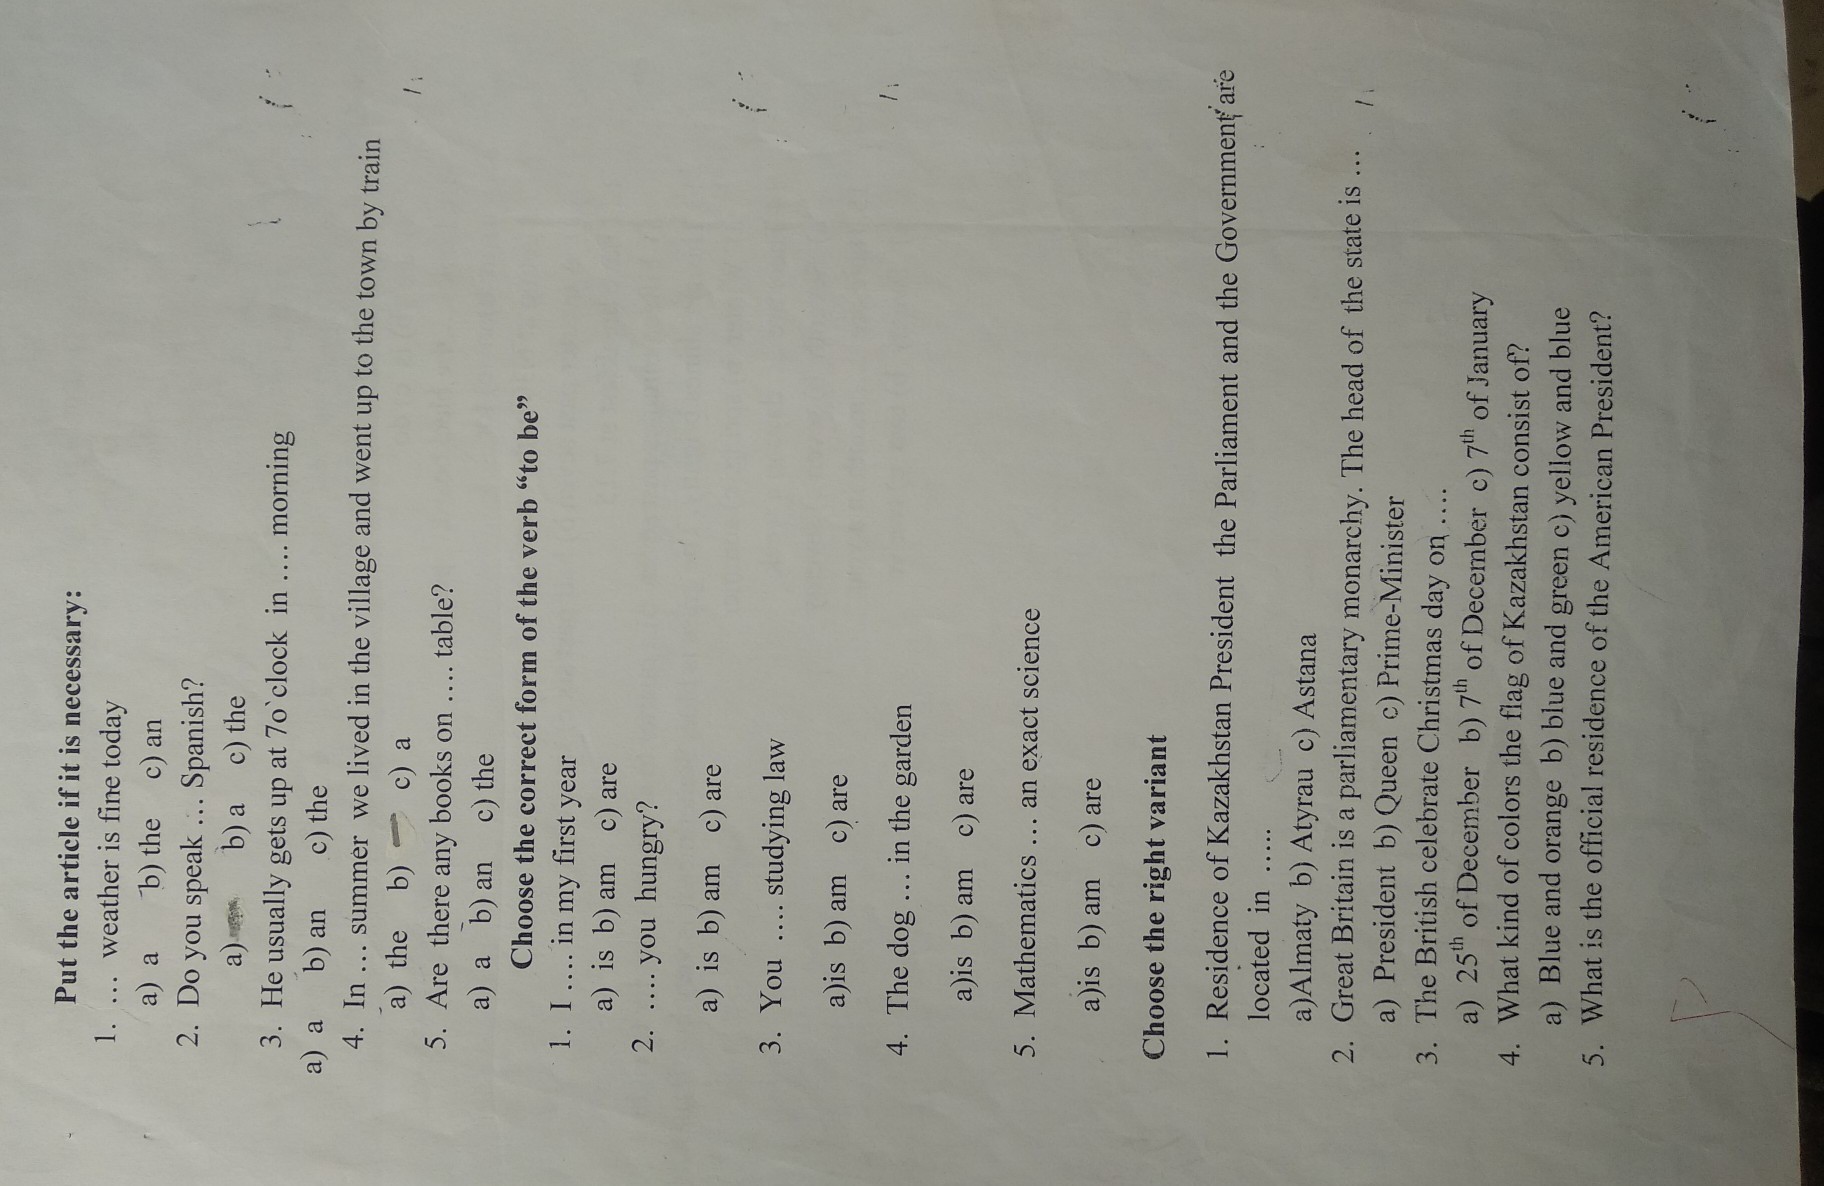 Put the article if it is necessary:
1. … weather is fine today
a) a b) the c) an
2. Do you speak … Spanish?
a) – b) a c) the
3. He usually gets up at 7o`clock in …. morning
a) a b) an c) the
4. In … summer we lived in the village and went up to the town by train
a) the b) – c) a
5. Are there any books on …. table?
a) a b) an c) the
Choose the correct form of the verb “to be”
1. I …. in my first year
a) is b) am c) are
2. …. you hungry?
a) is b) am c) are
3. You …. studying law
a)is b) am c) are
4. The dog … in the garden
a)is b) am c) are
5. Mathematics … an exact science
a)is b) am c) are
Choose the right variant
1. Residence of Kazakhstan President the Parliament and the Government are
located in …..
a)Almaty b) Atyrau c) Astana
2. Great Britain is a parliamentary monarchy. The head of the state is …
a) President b) Queen c) Prime-Minister
3. The British celebrate Christmas day on ….
a) 25th of December b) 7th of December c) 7th of January
4. What kind of colors the flag of Kazakhstan consist of?
a) Blue and orange b) blue and green c) yellow and blue
5. What is the official residence of the American President?